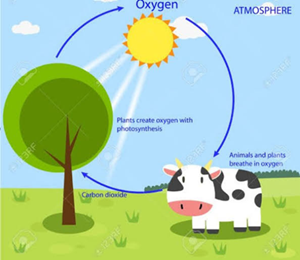 Oxygen
ATMOSPHERE
Plants create oxygen with
photosynthesis
Animals and plants
breathe in oxygen
Carbon dioxide